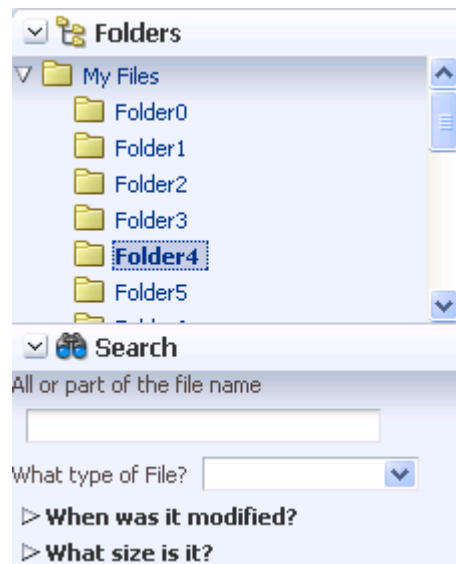 Folders
My Files
Folder0
Folder1
Folder2
Folder3
Folder4
Folder5
Search
All or part of the file name
What type of File?
When was it modified?
What size is it?